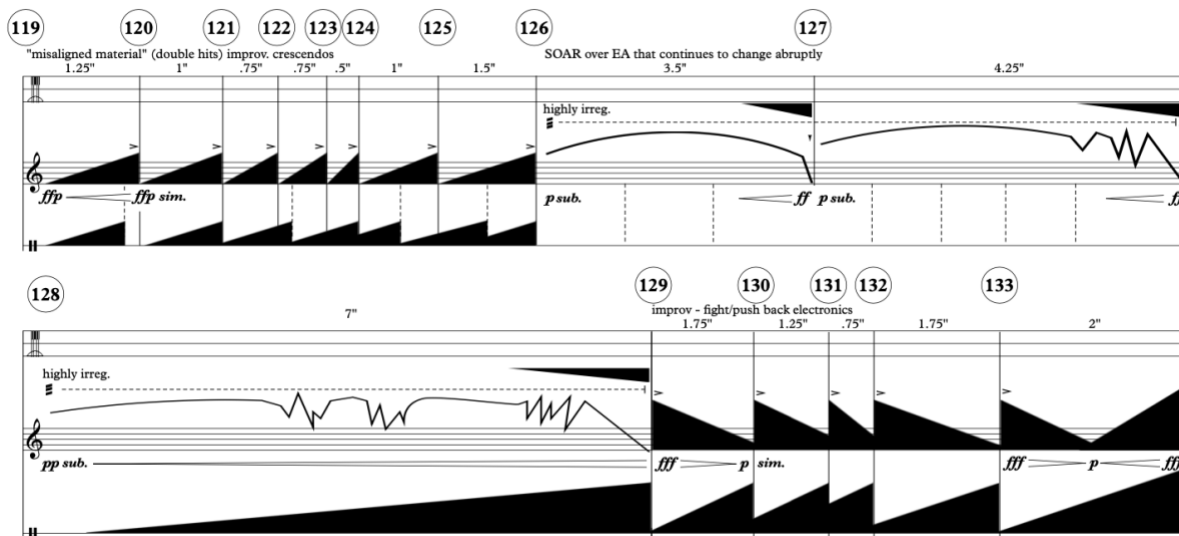 119 120 121 122 123 124 125 126 127
"misaligned material" (double hits) improv. crescendos SOAR over EA that continues to change abruptly
1.25" 1" .75" .75" .5" 1" 1.5" 3.5" 4.25"
highly irreg.
ffp ffp sim. p sub. ff p sub. ff
128 129 130 131 132 133
improv - fight/push back electronics
7" 1.75" 1.25" .75" 1.75" 2"
highly irreg.
pp sub. fff p sim. fff p fff